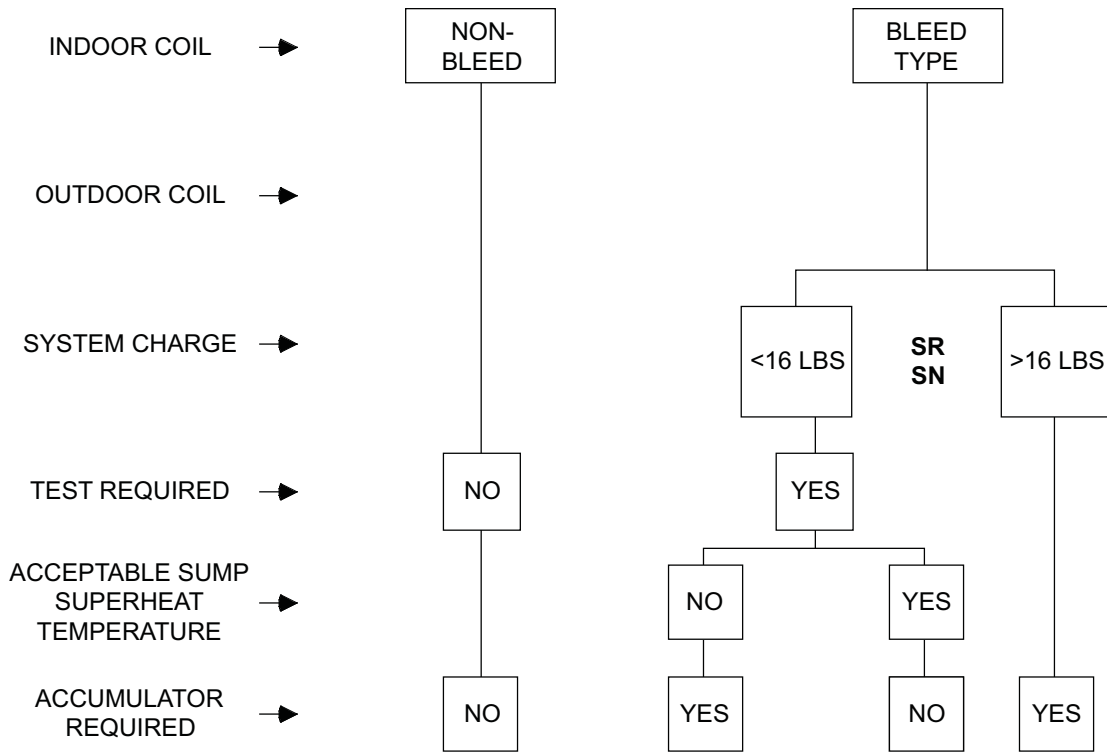 INDOOR COIL
NON-
BLEED
BLEED
TYPE
OUTDOOR COIL
SYSTEM CHARGE
<16 LBS
SR
SN
>16 LBS
TEST REQUIRED
NO
YES
ACCEPTABLE SUMP
SUPERHEAT
TEMPERATURE
NO
YES
ACCUMULATOR
REQUIRED
NO
YES
NO
YES